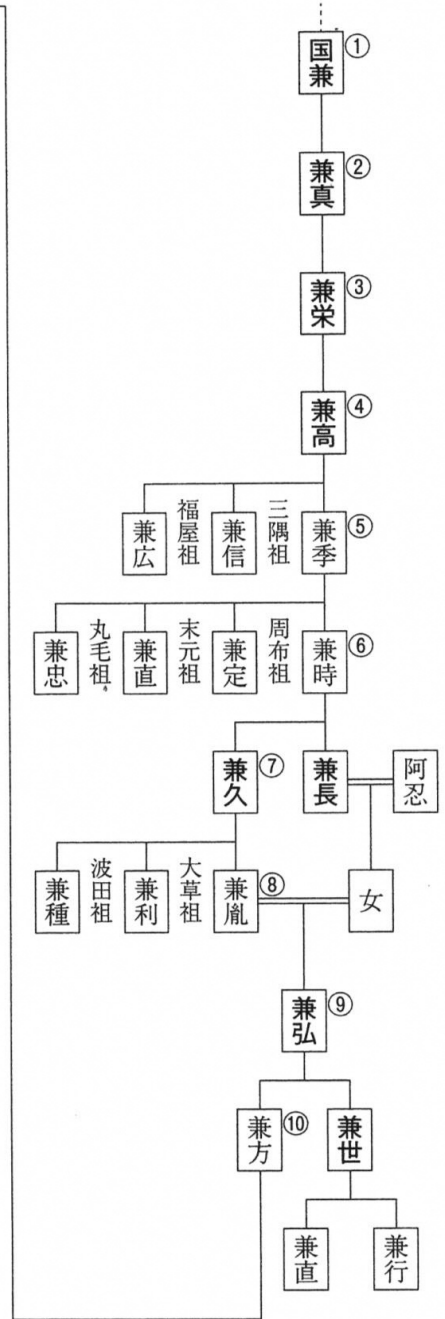 ① 国兼
② 兼真
③ 兼栄
④ 兼高
⑤ 兼季
三隅祖
兼信
福屋祖
兼広
⑥ 兼時
周布祖
兼定
末元祖
兼直
丸毛祖
兼忠
阿忍
兼長
⑦ 兼久
女
⑧ 兼胤
大草祖
兼利
波田祖
兼種
⑨ 兼弘
兼世
⑩ 兼方
兼行
兼直